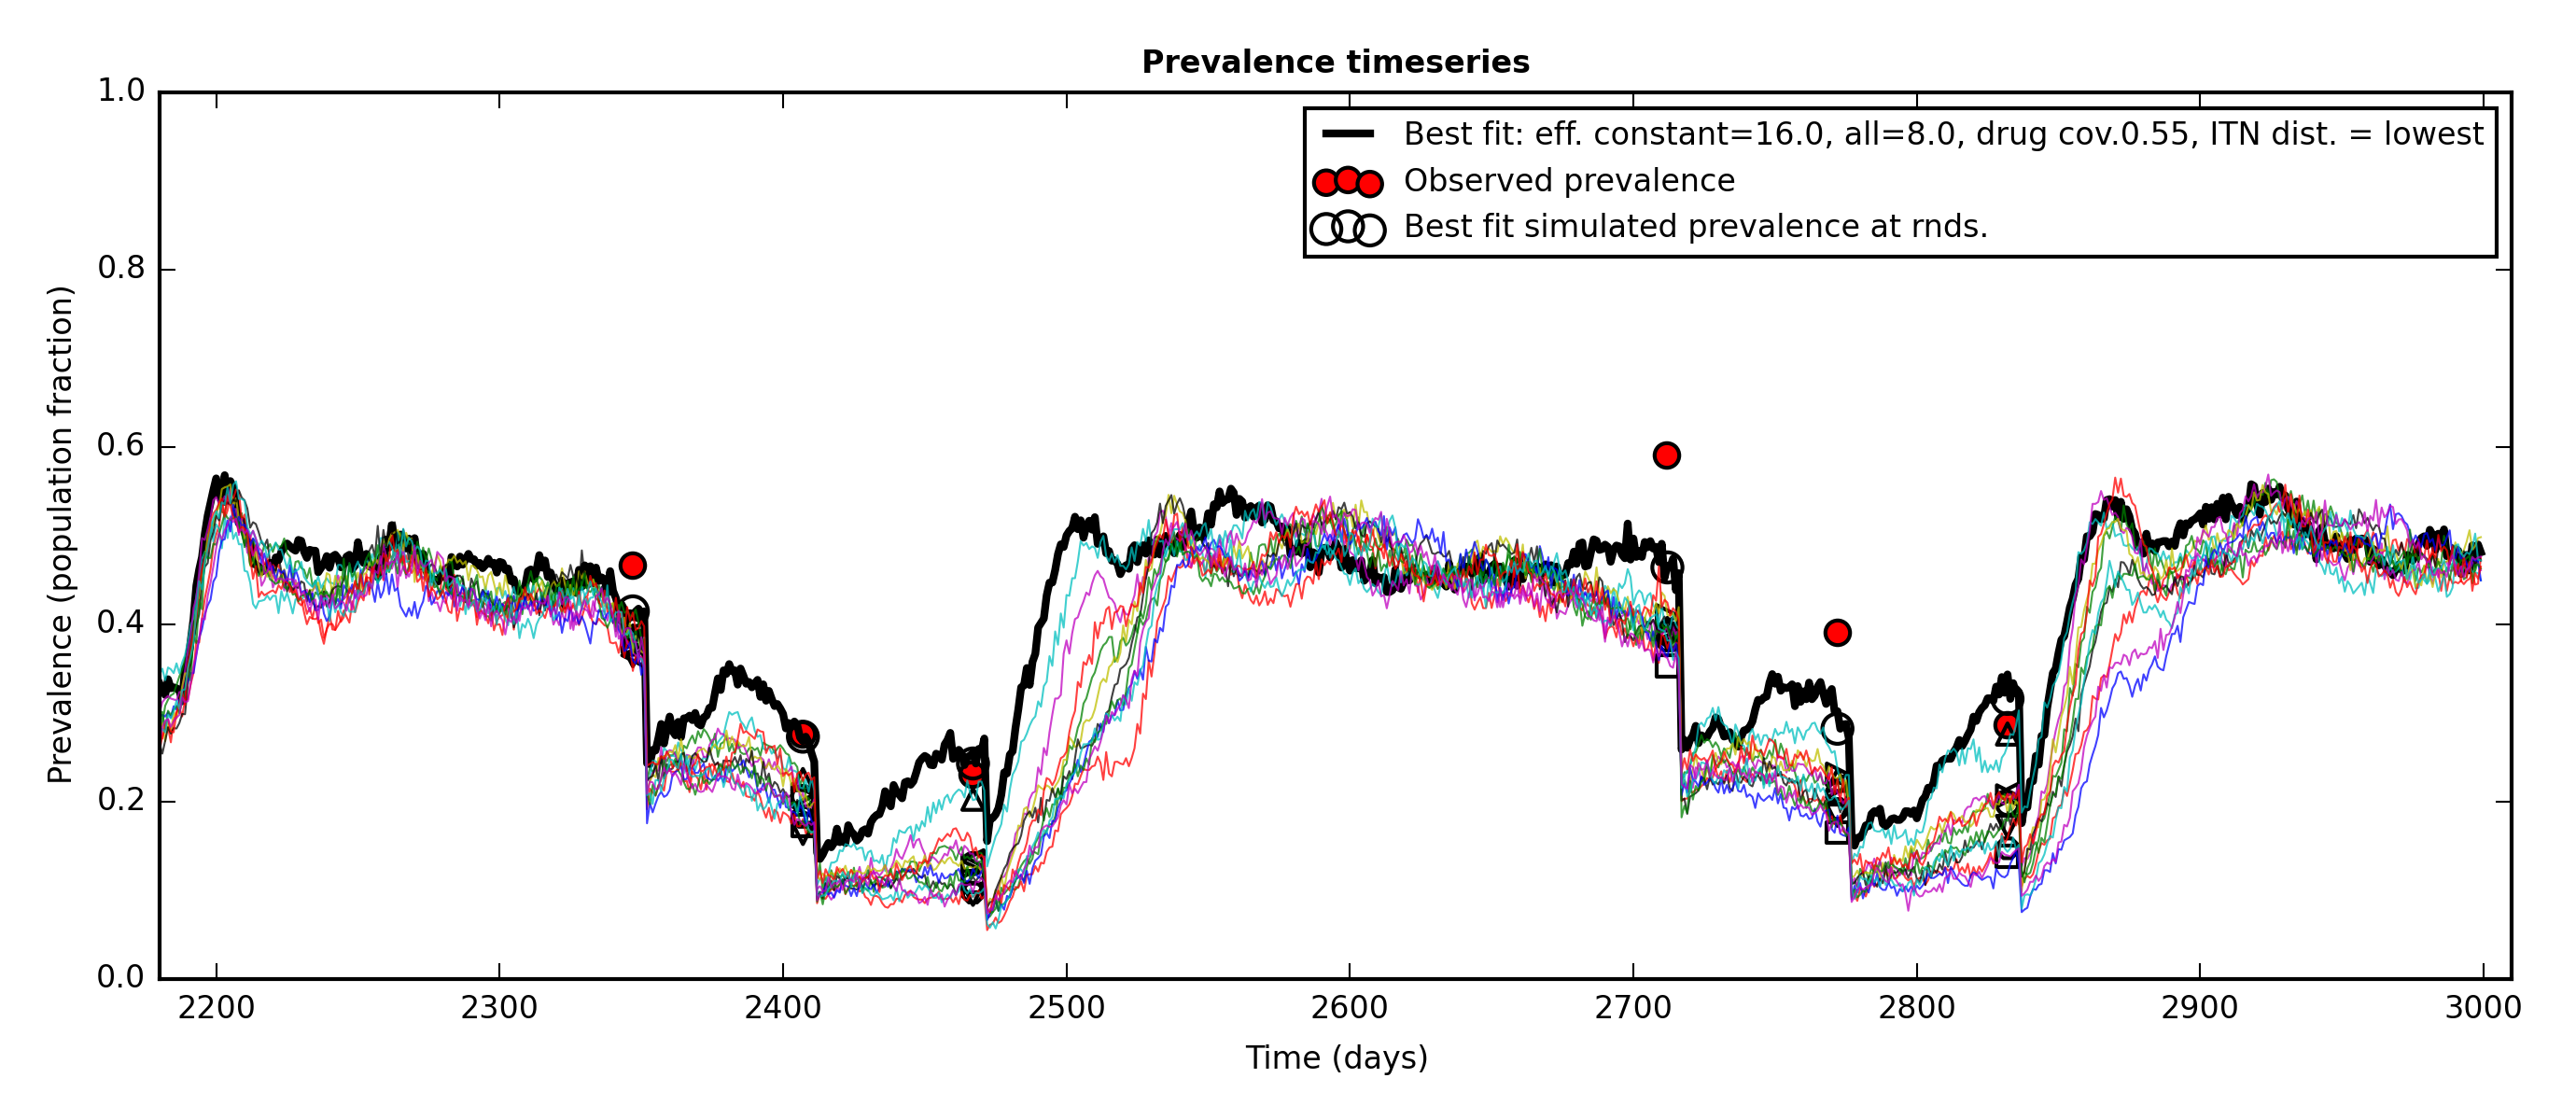 Prevalence timeseries
1.0
0.8
0.6
0.4
0.2
0.0
Prevalence (population fraction)
Best fit: eff. constant=16.0, all=8.0, drug cov.0.55, ITN dist. = lowest
Observed prevalence
Best fit simulated prevalence at rnds.
2200 2300 2400 2500 2600 2700 2800 2900 3000
Time (days)